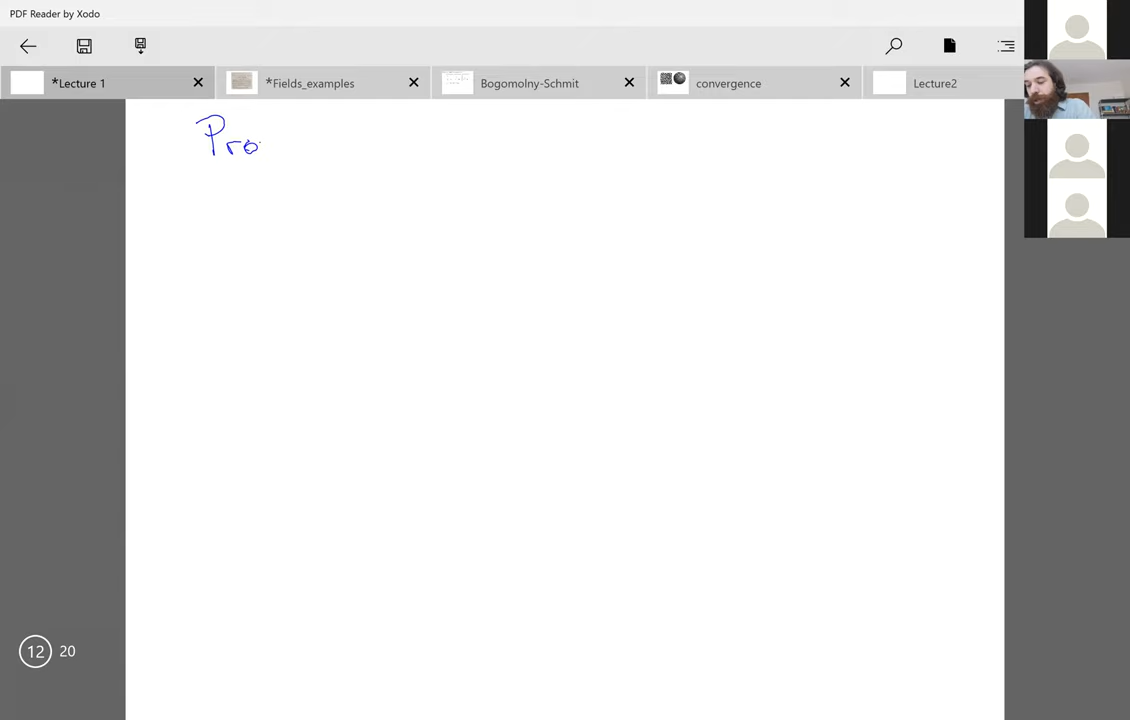 PDF Reader by Xodo
*Lecture 1
*Fields_examples
Bogomolny-Schmit
convergence
Lecture2
Pro
12 20